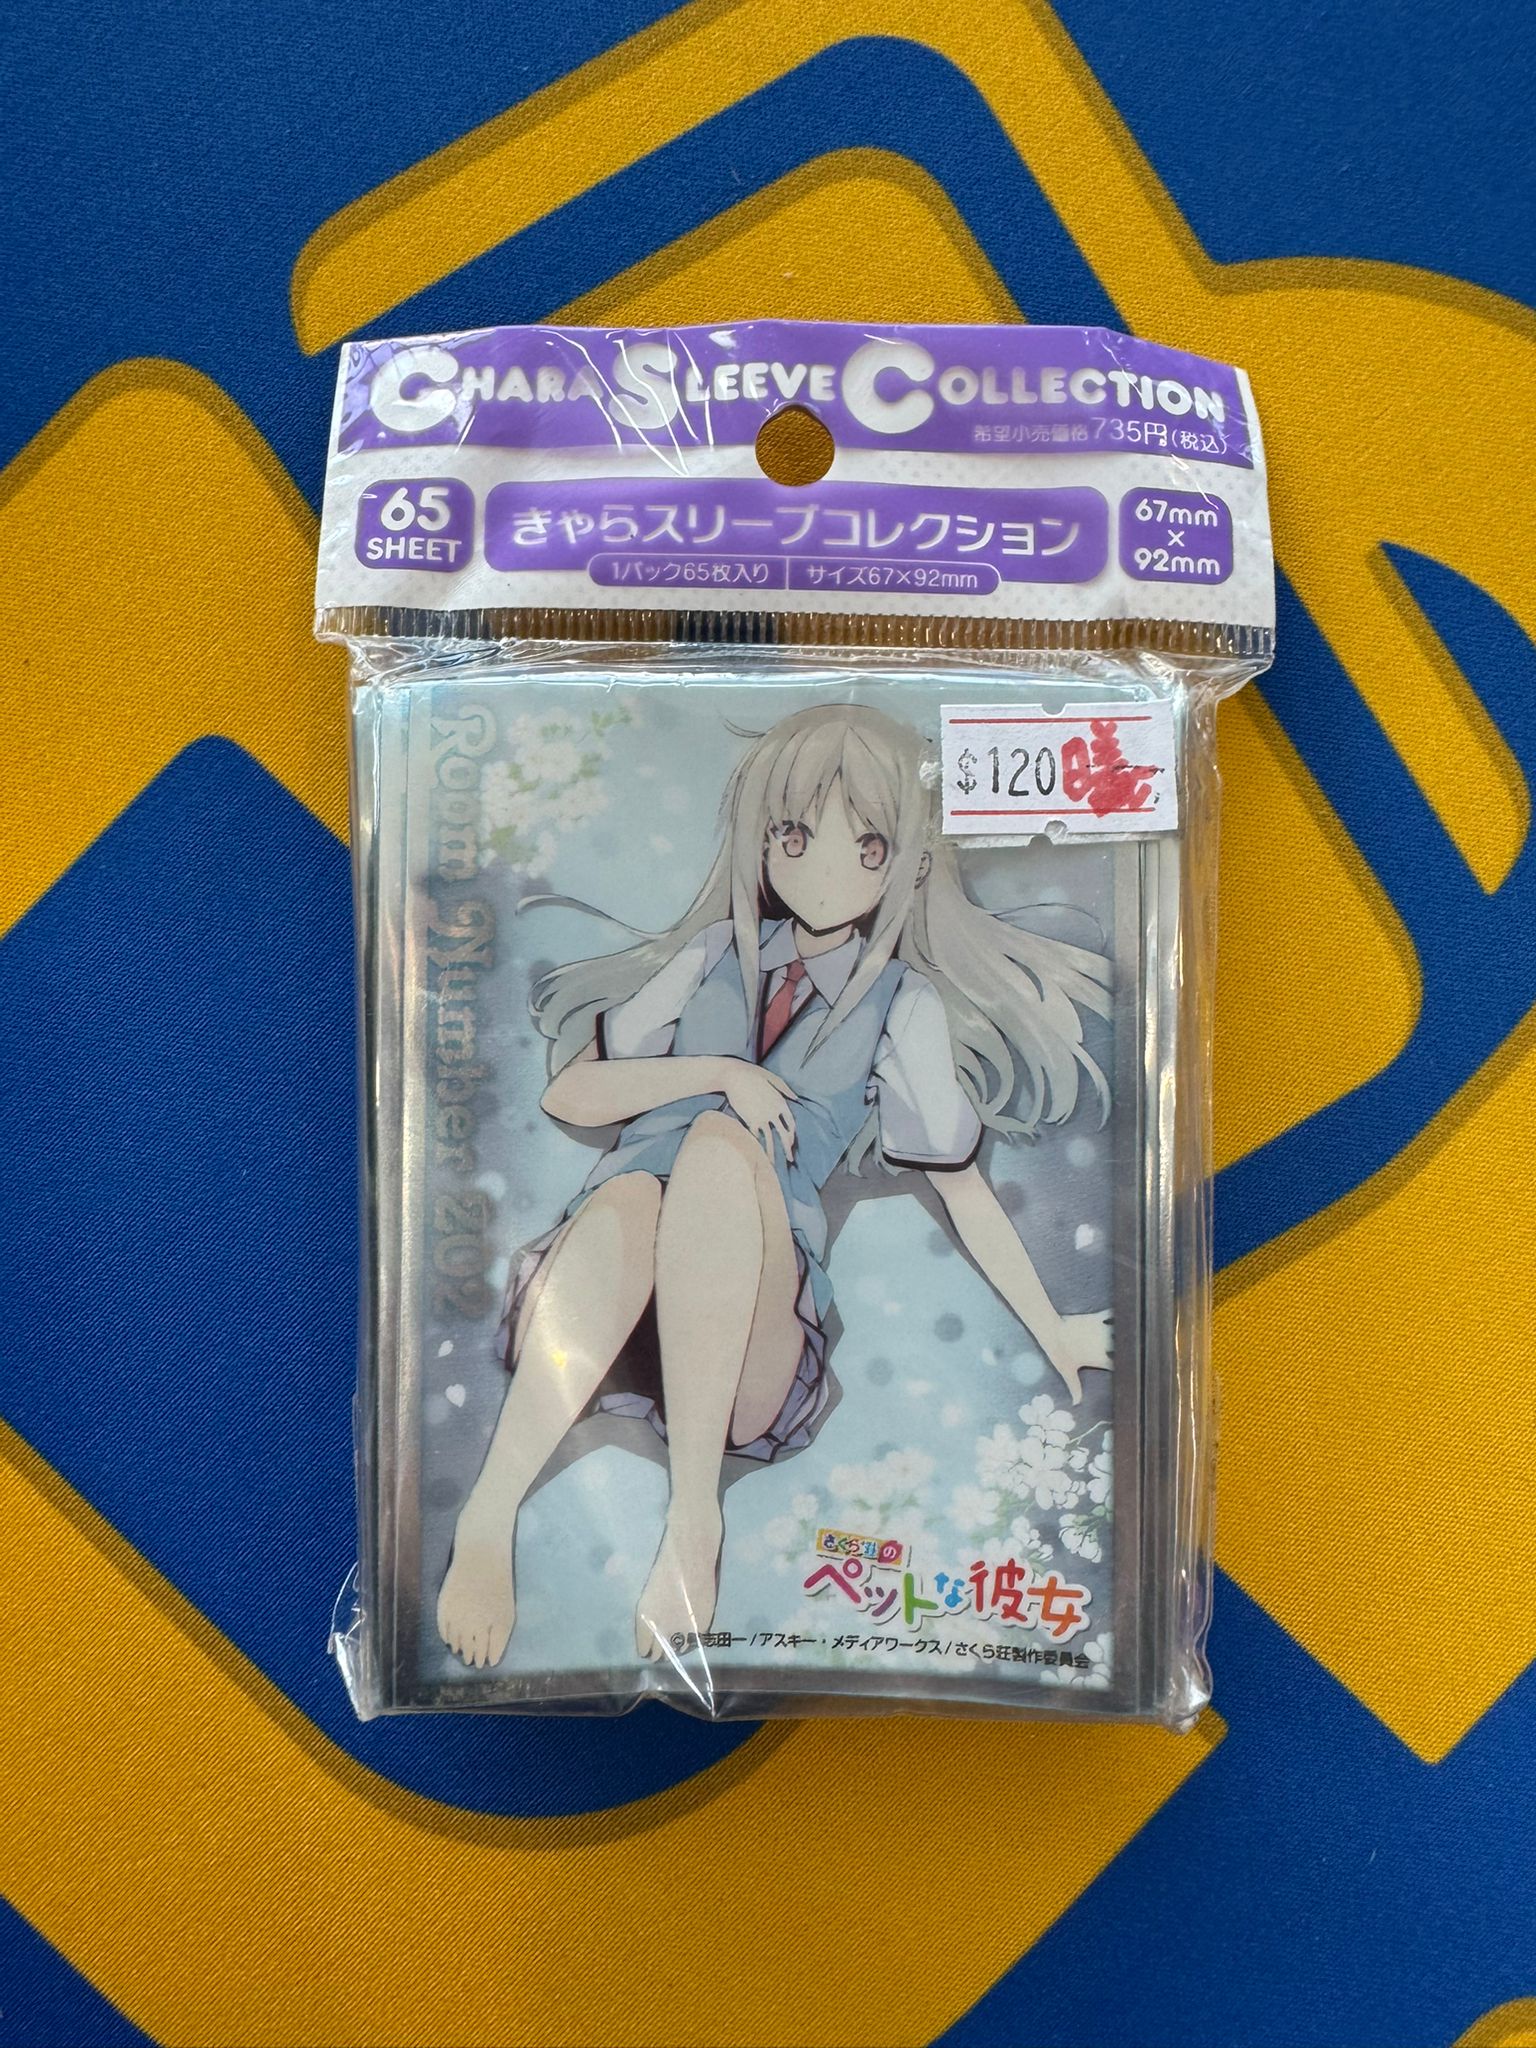 CHARA SLEEVE COLLECTION
希望小売価格735円(税込)
65
SHEET
きゃらスリーブコレクション
67mm
×
92mm
1パック65枚入り
サイズ67×92mm
$120
Room Number 202
さくら荘の
ペットな彼女
志田一/アスキー・メディアワークス/さくら荘製作委員会